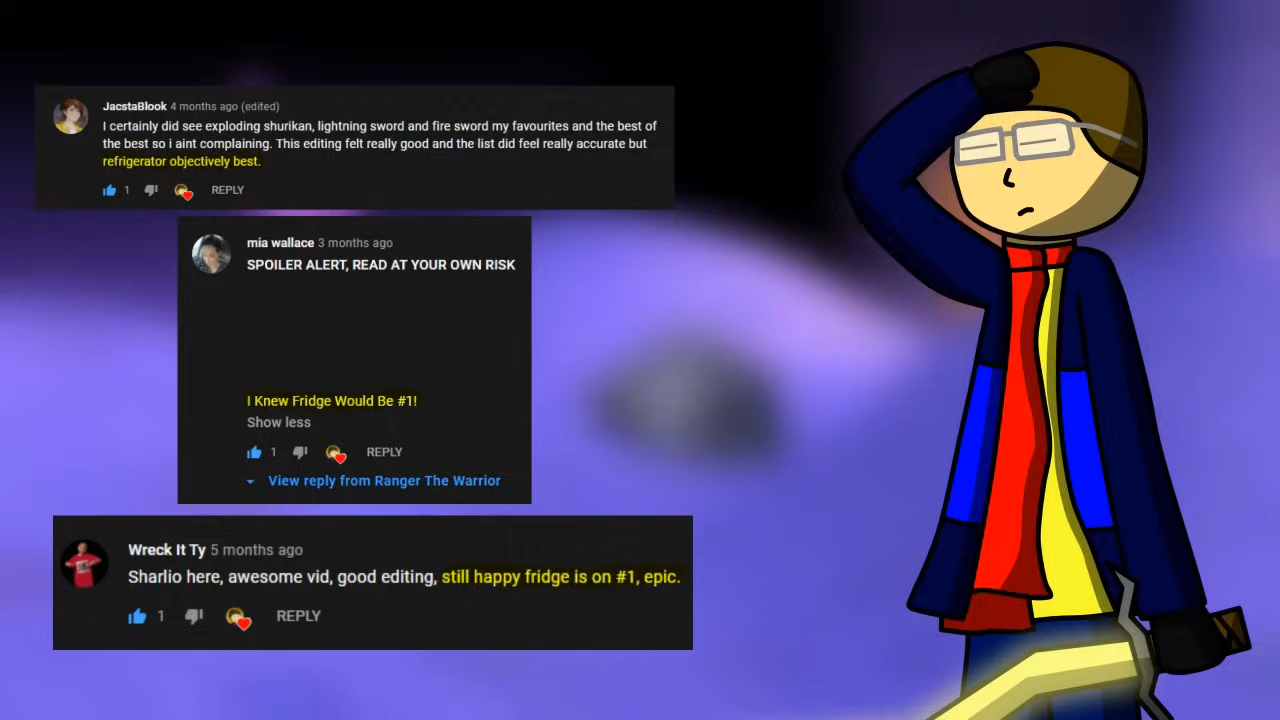 JacstaBlook 4 months ago (edited)
I certainly did see exploding shurikan, lightning sword and fire sword my favourites and the best of
the best so i aint complaining. This editing felt really good and the list did feel really accurate but
refrigerator objectively best.
1 REPLY
mia wallace 3 months ago
SPOILER ALERT, READ AT YOUR OWN RISK
I Knew Fridge Would Be #1!
Show less
1 REPLY
View reply from Ranger The Warrior
Wreck It Ty 5 months ago
Sharlio here, awesome vid, good editing, still happy fridge is on #1, epic.
1 REPLY